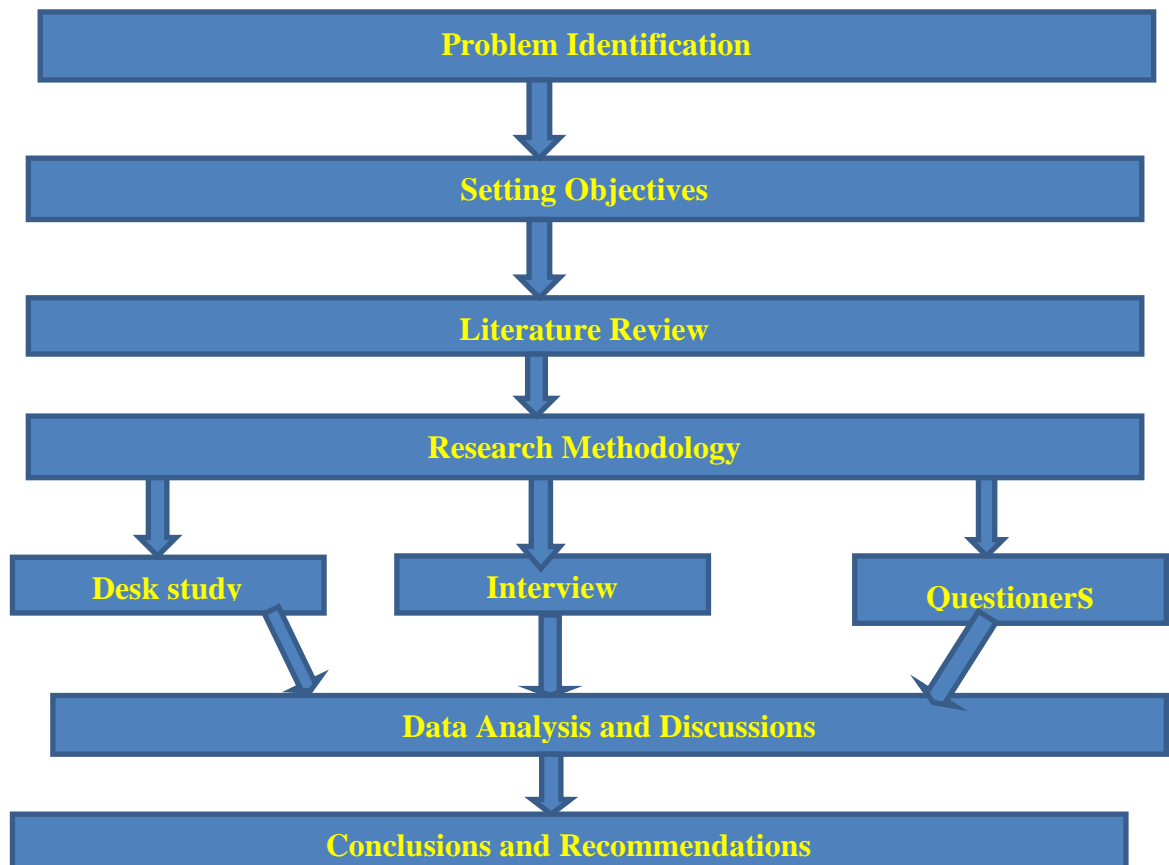 Problem Identification
Setting Objectives
Literature Review
Research Methodology
Desk study
Interview
QuestionerS
Data Analysis and Discussions
Conclusions and Recommendations